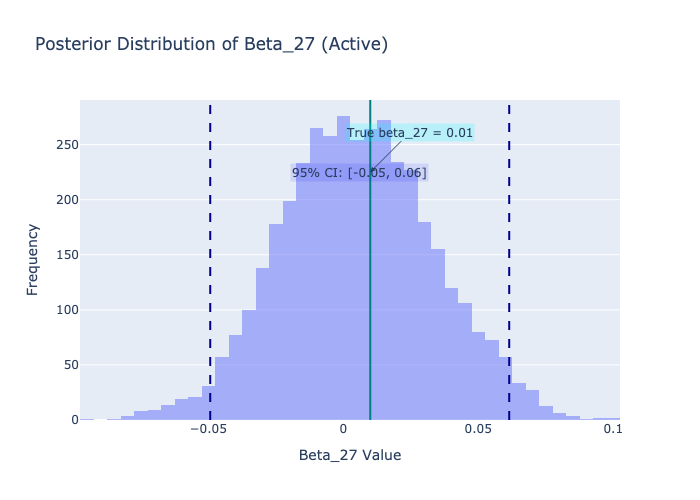 Posterior Distribution of Beta_27 (Active)
True beta_27 = 0.01
95% CI: [-0.05, 0.06]
250
200
150
100
50
0
−0.05
0
0.05
0.1
Frequency
Beta_27 Value